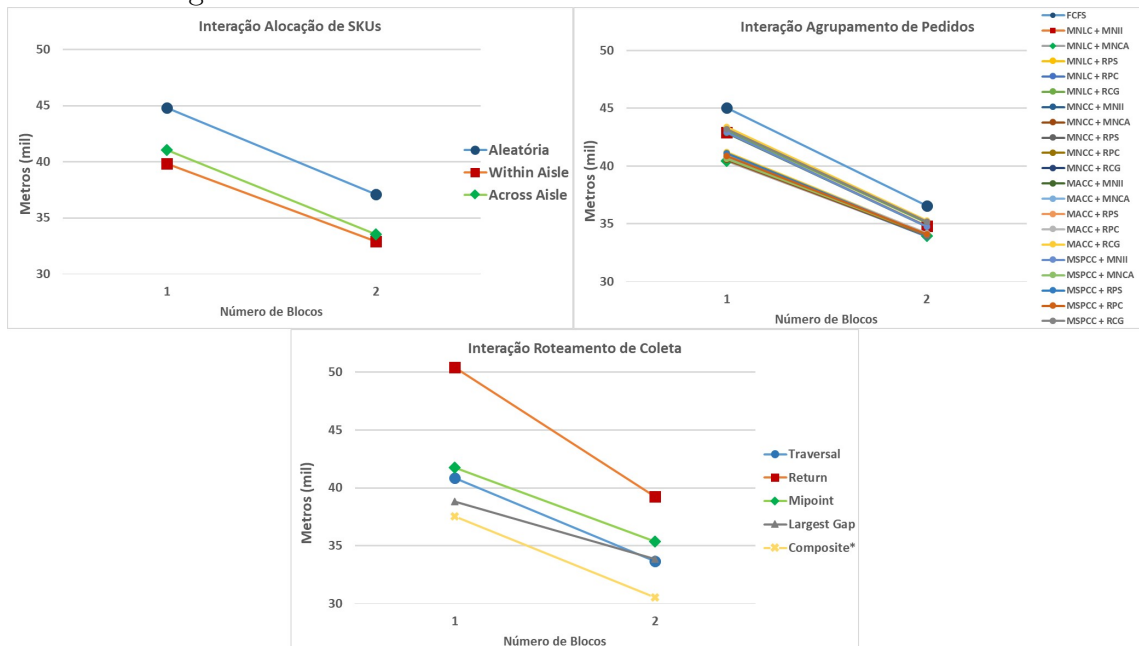 Interação Alocação de SKUs
50
45
40
35
30
Metros (mil)
1
2
Número de Blocos
Aleatória
Within Aisle
Across Aisle
Interação Agrupamento de Pedidos
50
45
40
35
30
Metros (mil)
1
2
Número de Blocos
FCFS
MNLC + MNII
MNLC + MNCA
MNLC + RPS
MNLC + RPC
MNLC + RCG
MNCC + MNII
MNCC + MNCA
MNCC + RPS
MNCC + RPC
MNCC + RCG
MACC + MNII
MACC + MNCA
MACC + RPS
MACC + RPC
MACC + RCG
MSPCC + MNII
MSPCC + MNCA
MSPCC + RPS
MSPCC + RPC
MSPCC + RCG
Interação Roteamento de Coleta
50
45
40
35
30
Metros (mil)
1
2
Número de Blocos
Traversal
Return
Mipoint
Largest Gap
Composite*